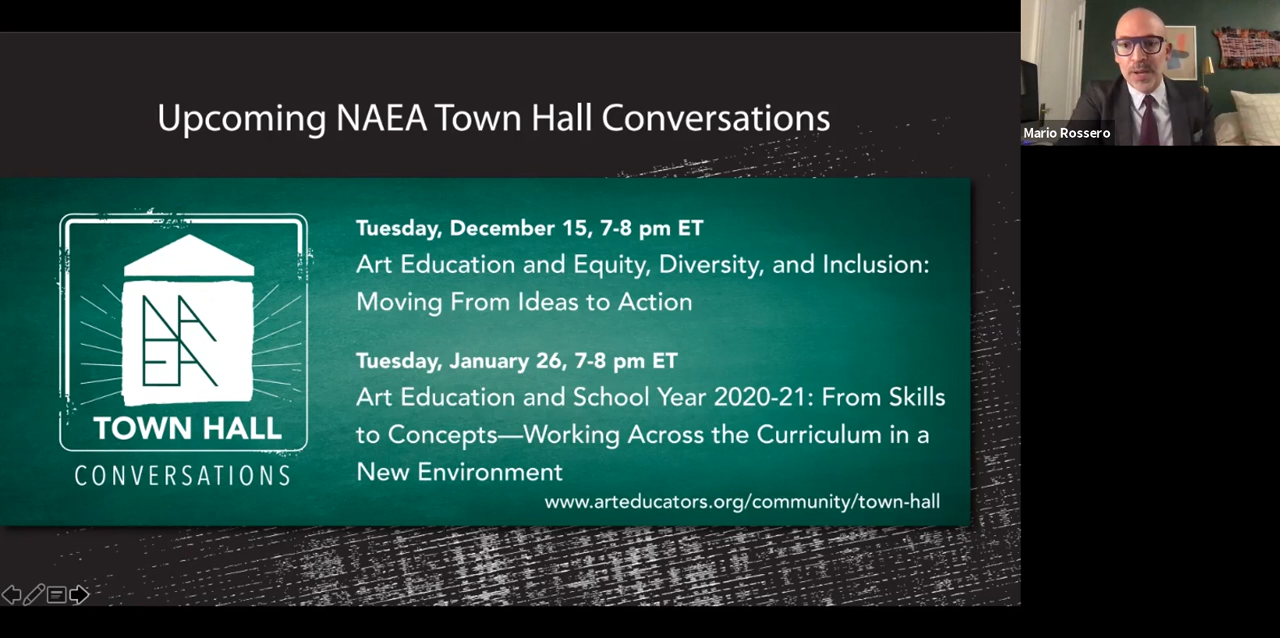 Upcoming NAEA Town Hall Conversations
NA
EA
TOWN HALL
CONVERSATIONS
Tuesday, December 15, 7-8 pm ET
Art Education and Equity, Diversity, and Inclusion:
Moving From Ideas to Action
Tuesday, January 26, 7-8 pm ET
Art Education and School Year 2020-21: From Skills
to Concepts—Working Across the Curriculum in a
New Environment
www.arteducators.org/community/town-hall
Mario Rossero